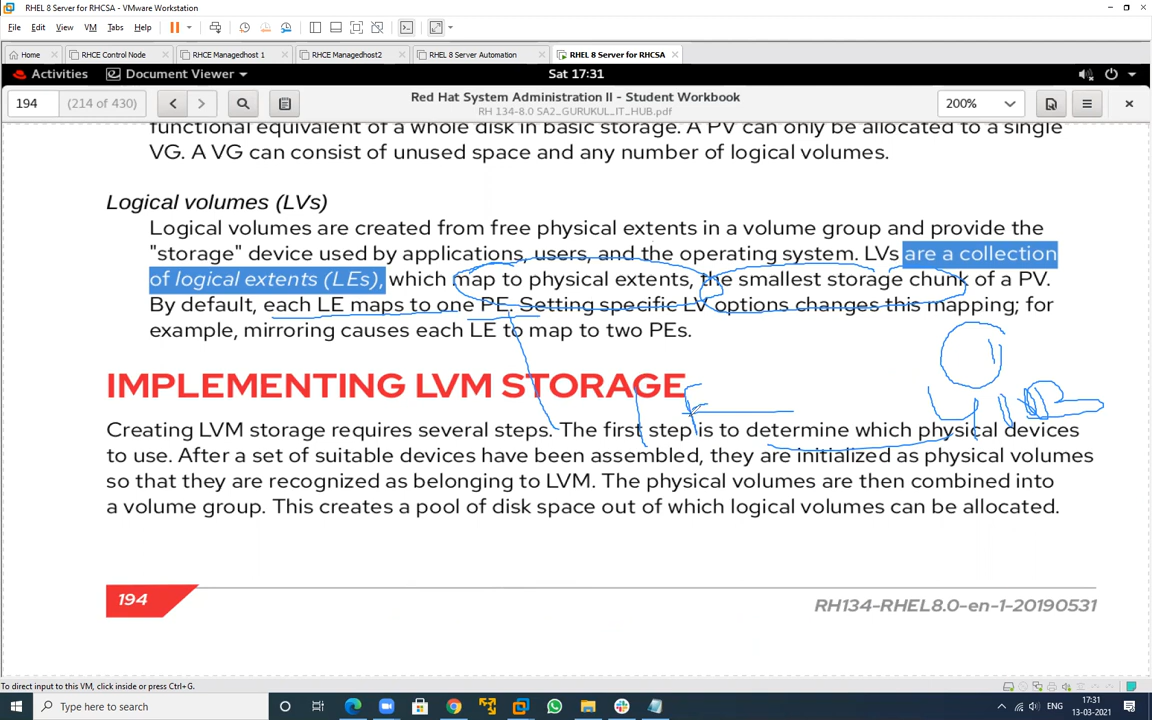 RHEL 8 Server for RHCSA - VMware Workstation
File Edit View VM Tabs Help
Home RHCE Control Node RHCE Managedhost 1 RHCE Managedhost2 RHEL 8 Server Automation RHEL 8 Server for RHCSA
Activities Document Viewer Sat 17:31
194 (214 of 430) Red Hat System Administration II - Student Workbook 200%
RH 134-8.0 SA2_GURUKUL_IT_HUB.pdf
functional equivalent of a whole disk in basic storage. A PV can only be allocated to a single
VG. A VG can consist of unused space and any number of logical volumes.
Logical volumes (LVs)
Logical volumes are created from free physical extents in a volume group and provide the
"storage" device used by applications, users, and the operating system. LVs are a collection
of logical extents (LEs), which map to physical extents, the smallest storage chunk of a PV.
By default, each LE maps to one PE. Setting specific LV options changes this mapping; for
example, mirroring causes each LE to map to two PEs.
IMPLEMENTING LVM STORAGE
Creating LVM storage requires several steps. The first step is to determine which physical devices
to use. After a set of suitable devices have been assembled, they are initialized as physical volumes
so that they are recognized as belonging to LVM. The physical volumes are then combined into
a volume group. This creates a pool of disk space out of which logical volumes can be allocated.
194 RH134-RHEL8.0-en-1-20190531
To direct input to this VM, click inside or press Ctrl+G.
Type here to search ENG 17:31
13-03-2021